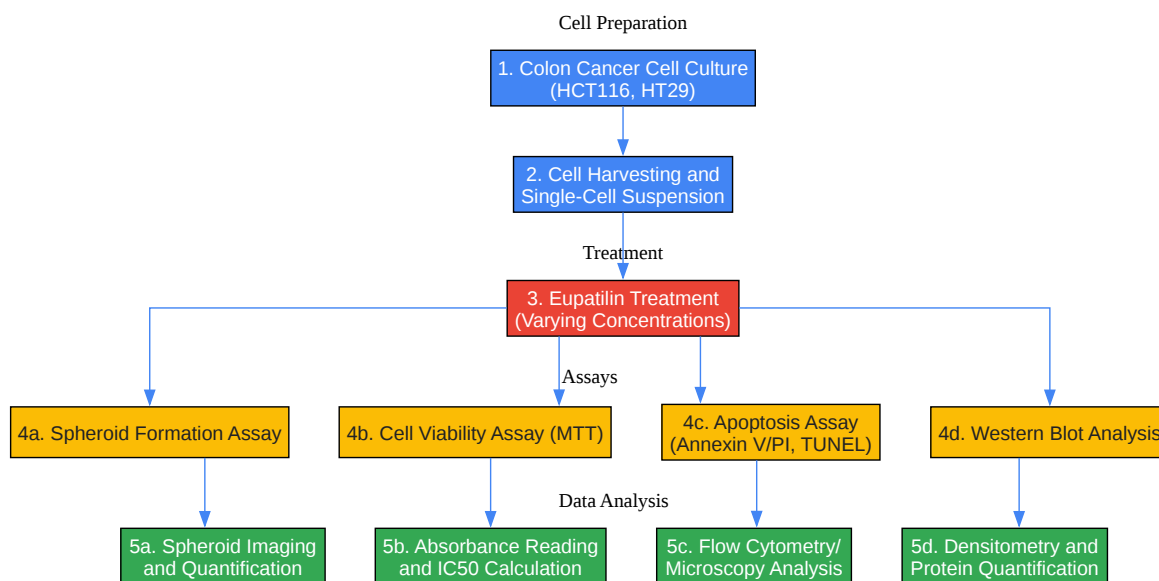 Cell Preparation
1. Colon Cancer Cell Culture
(HCT116, HT29)
2. Cell Harvesting and
Single-Cell Suspension
Treatment
3. Eupatilin Treatment
(Varying Concentrations)
Assays
4a. Spheroid Formation Assay
4b. Cell Viability Assay (MTT)
4c. Apoptosis Assay
(Annexin V/PI, TUNEL)
4d. Western Blot Analysis
Data Analysis
5a. Spheroid Imaging
and Quantification
5b. Absorbance Reading
and IC50 Calculation
5c. Flow Cytometry/
Microscopy Analysis
5d. Densitometry and
Protein Quantification